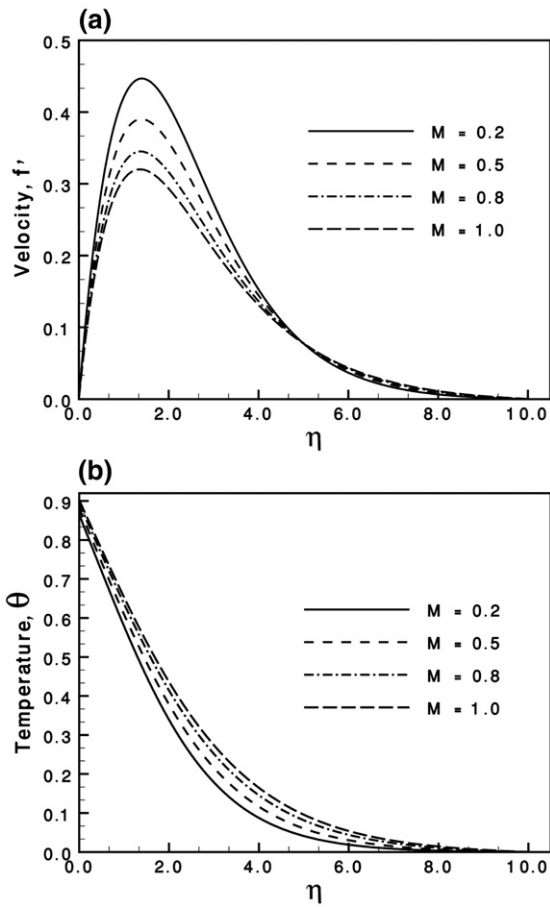 (a)
0.5
0.4
0.3
0.2
0.1
0.0
Velocity, f'
M = 0.2
M = 0.5
M = 0.8
M = 1.0
0.0 2.0 4.0 6.0 8.0 10.0
η
(b)
0.9
0.8
0.7
0.6
0.5
0.4
0.3
0.2
0.1
0.0
Temperature, θ
M = 0.2
M = 0.5
M = 0.8
M = 1.0
0.0 2.0 4.0 6.0 8.0 10.0
η